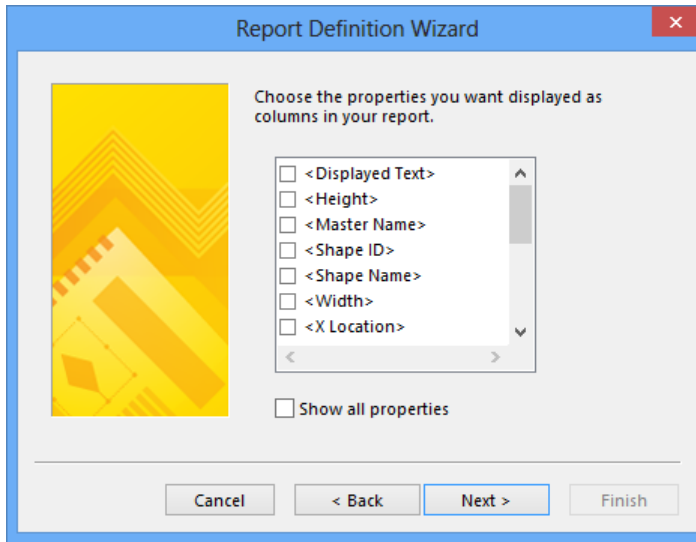 Report Definition Wizard
Choose the properties you want displayed as
columns in your report.
<Displayed Text>
<Height>
<Master Name>
<Shape ID>
<Shape Name>
<Width>
<X Location>
Show all properties
Cancel
< Back
Next >
Finish